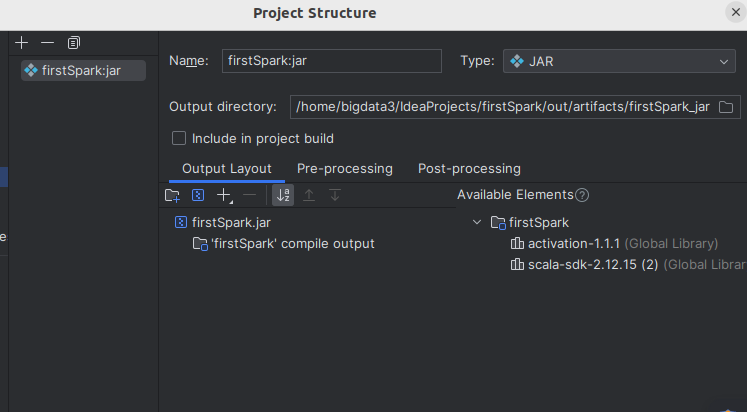 Project Structure
firstSpark:jar
Name: firstSpark:jar Type: JAR
Output directory: /home/bigdata3/IdeaProjects/firstSpark/out/artifacts/firstSpark_jar
Include in project build
Output Layout Pre-processing Post-processing
Available Elements
firstSpark.jar firstSpark
'firstSpark' compile output activation-1.1.1 (Global Library)
scala-sdk-2.12.15 (2) (Global Librar
e